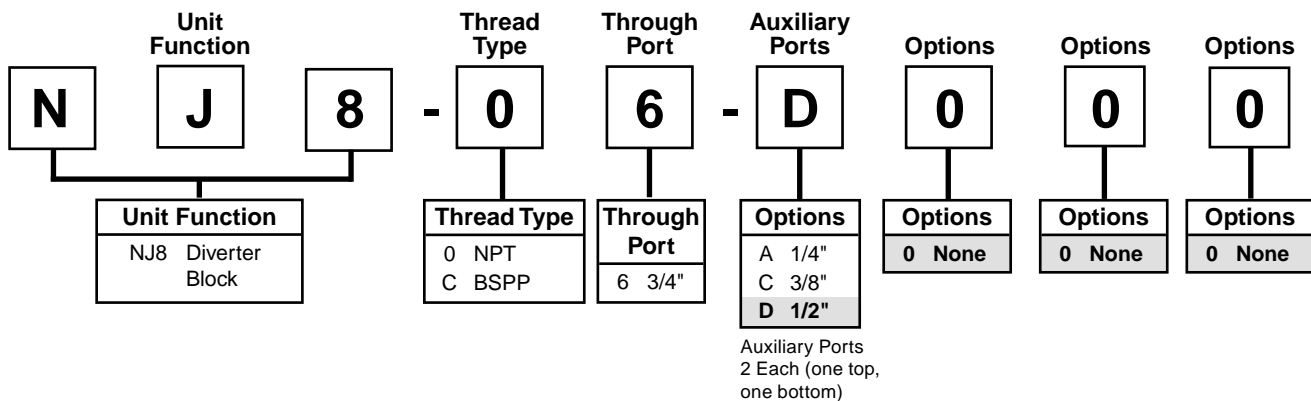 Unit
Function
Thread
Type
Through
Port
Auxiliary
Ports
Options
Options
Options
N J 8 - 0 6 - D 0 0 0
Unit Function
NJ8 Diverter
Block
Thread Type
0 NPT
C BSPP
Through
Port
6 3/4"
Options
A 1/4"
C 3/8"
D 1/2"
Auxiliary Ports
2 Each (one top,
one bottom)
Options
0 None
Options
0 None
Options
0 None